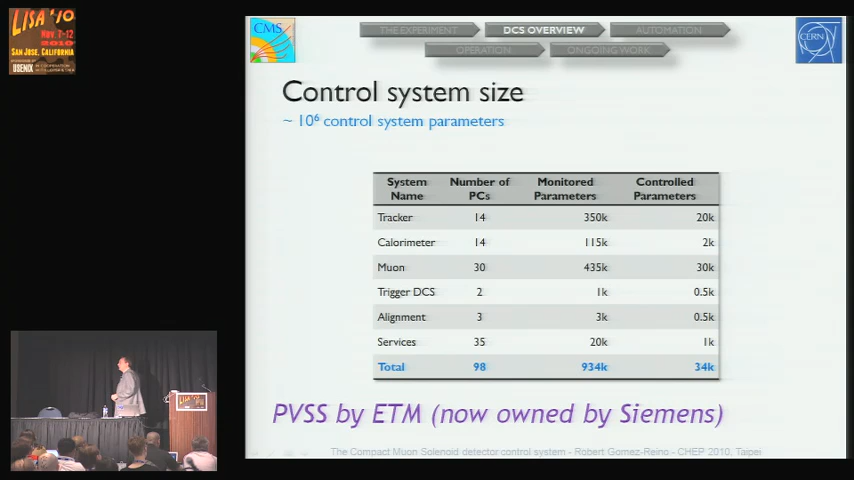 LISA '10
Nov 7-12
2010
SAN JOSE, CALIFORNIA
USENIX
CMS
THE EXPERIMENT
DCS OVERVIEW
AUTOMATION
OPERATION
ONGOING WORK
CERN
Control system size
~ 10⁶ control system parameters
System Name Number of PCs Monitored Parameters Controlled Parameters
Tracker 14 350k 20k
Calorimeter 14 115k 2k
Muon 30 435k 30k
Trigger DCS 2 1k 0.5k
Alignment 3 3k 0.5k
Services 35 20k 1k
Total 98 934k 34k
PVSS by ETM (now owned by Siemens)
The Compact Muon Solenoid detector control system - Robert Gomez-Reino - CHEP 2010, Taipei